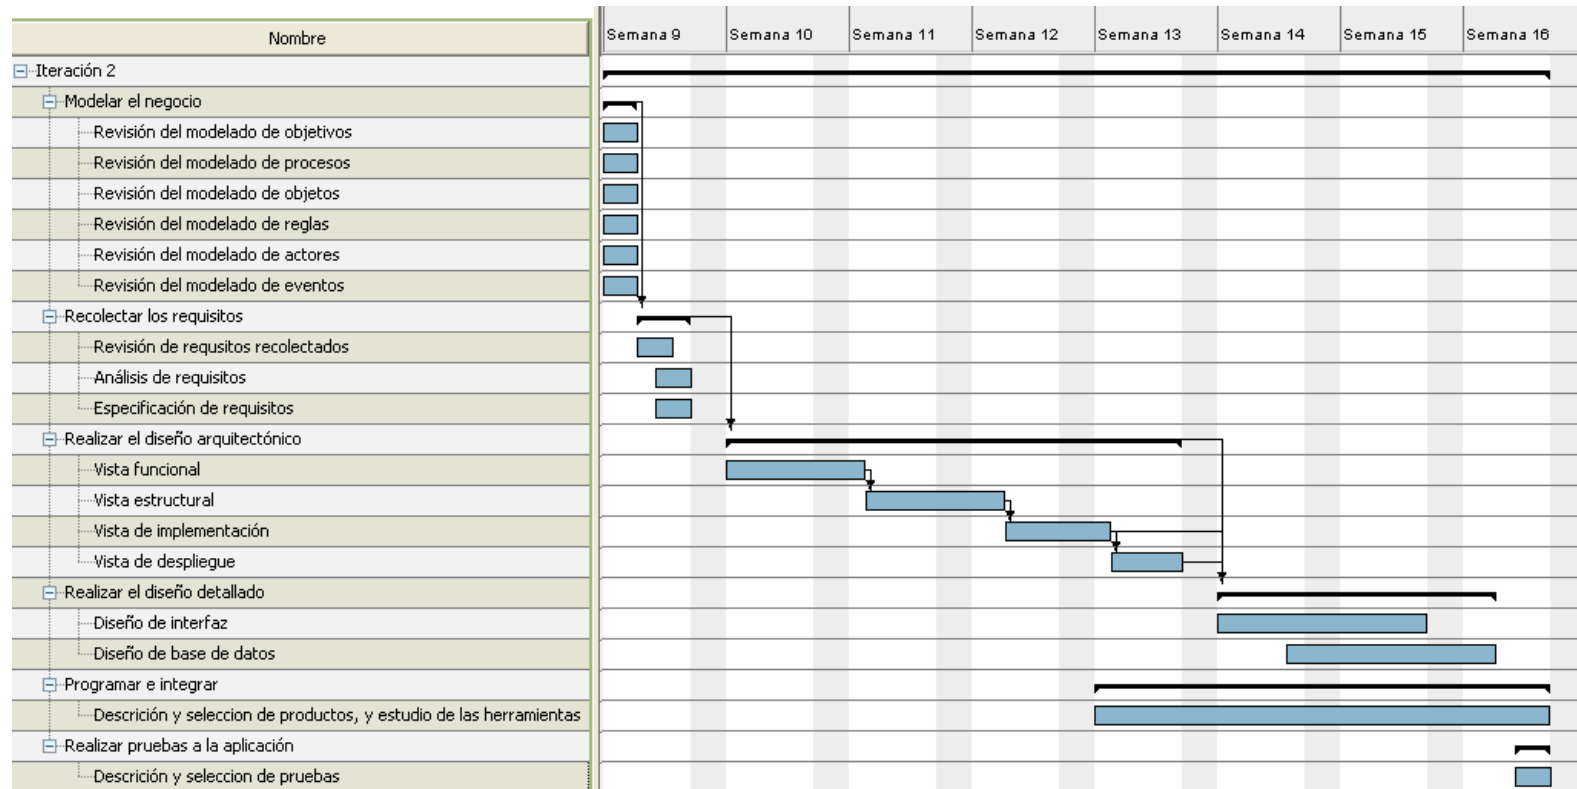 Nombre
Semana 9 Semana 10 Semana 11 Semana 12 Semana 13 Semana 14 Semana 15 Semana 16
Iteración 2
Modelar el negocio
Revisión del modelado de objetivos
Revisión del modelado de procesos
Revisión del modelado de objetos
Revisión del modelado de reglas
Revisión del modelado de actores
Revisión del modelado de eventos
Recolectar los requisitos
Revisión de requsitos recolectados
Análisis de requisitos
Especificación de requisitos
Realizar el diseño arquitectónico
Vista funcional
Vista estructural
Vista de implementación
Vista de despliegue
Realizar el diseño detallado
Diseño de interfaz
Diseño de base de datos
Programar e integrar
Descrición y seleccion de productos, y estudio de las herramientas
Realizar pruebas a la aplicación
Descrición y seleccion de pruebas